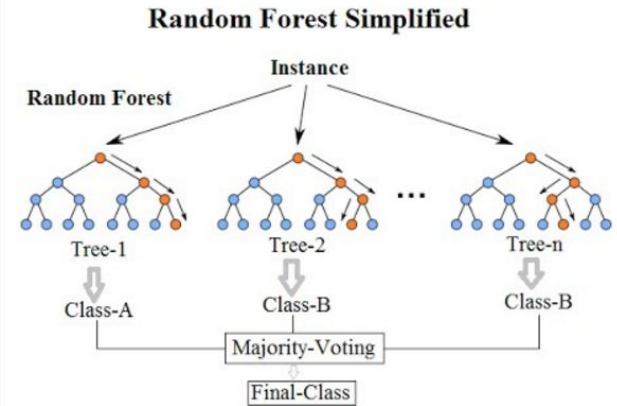 Random Forest Simplified
Instance
Random Forest
...
Tree-1
Tree-2
Tree-n
Class-A
Class-B
Class-B
Majority-Voting
Final-Class